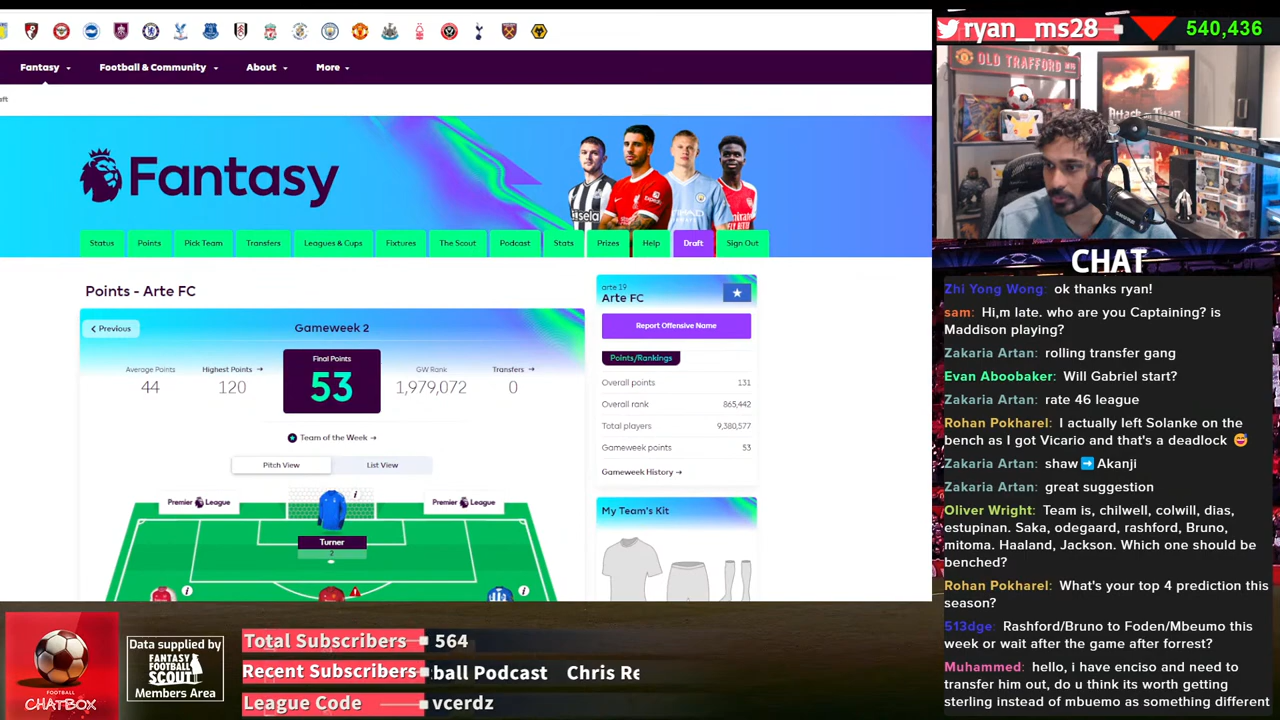 Fantasy
Football & Community
About
More
aft
Fantasy
Status
Points
Pick Team
Transfers
Leagues & Cups
Fixtures
The Scout
Podcast
Stats
Prizes
Help
Draft
Sign Out
Points - Arte FC
Previous
Gameweek 2
Average Points
44
Highest Points
120
Final Points
53
GW Rank
1,979,072
Transfers
0
Team of the Week
Pitch View
List View
Premier League
Premier League
Turner
2
arte 19
Arte FC
Report Offensive Name
Points/Rankings
Overall points 131
Overall rank 865,442
Total players 9,380,577
Gameweek points 53
Gameweek History
My Team's Kit
ryan_ms28
540,436
OLD TRAFFORD M16
CHAT
Zhi Yong Wong: ok thanks ryan!
sam: Hi,m late. who are you Captaining? is
Maddison playing?
Zakaria Artan: rolling transfer gang
Evan Aboobaker: Will Gabriel start?
Zakaria Artan: rate 46 league
Rohan Pokharel: I actually left Solanke on the
bench as I got Vicario and that's a deadlock 😅
Zakaria Artan: shaw ➡ Akanji
Zakaria Artan: great suggestion
Oliver Wright: Team is, chilwell, colwill, dias,
estupinan. Saka, odegaard, rashford, Bruno,
mitoma. Haaland, Jackson. Which one should be
benched?
Rohan Pokharel: What's your top 4 prediction this
season?
513dge: Rashford/Bruno to Foden/Mbeumo this
week or wait after the game after forrest?
Muhammed: hello, i have enciso and need to
transfer him out, do u think its worth getting
sterling instead of mbuemo as something different
FOOTBALL
CHATBOX
Data supplied by
FANTASY
FOOTBALL
SCOUT
Members Area
Total Subscribers 564
Recent Subscribers ball Podcast Chris Re
League Code vcerdz